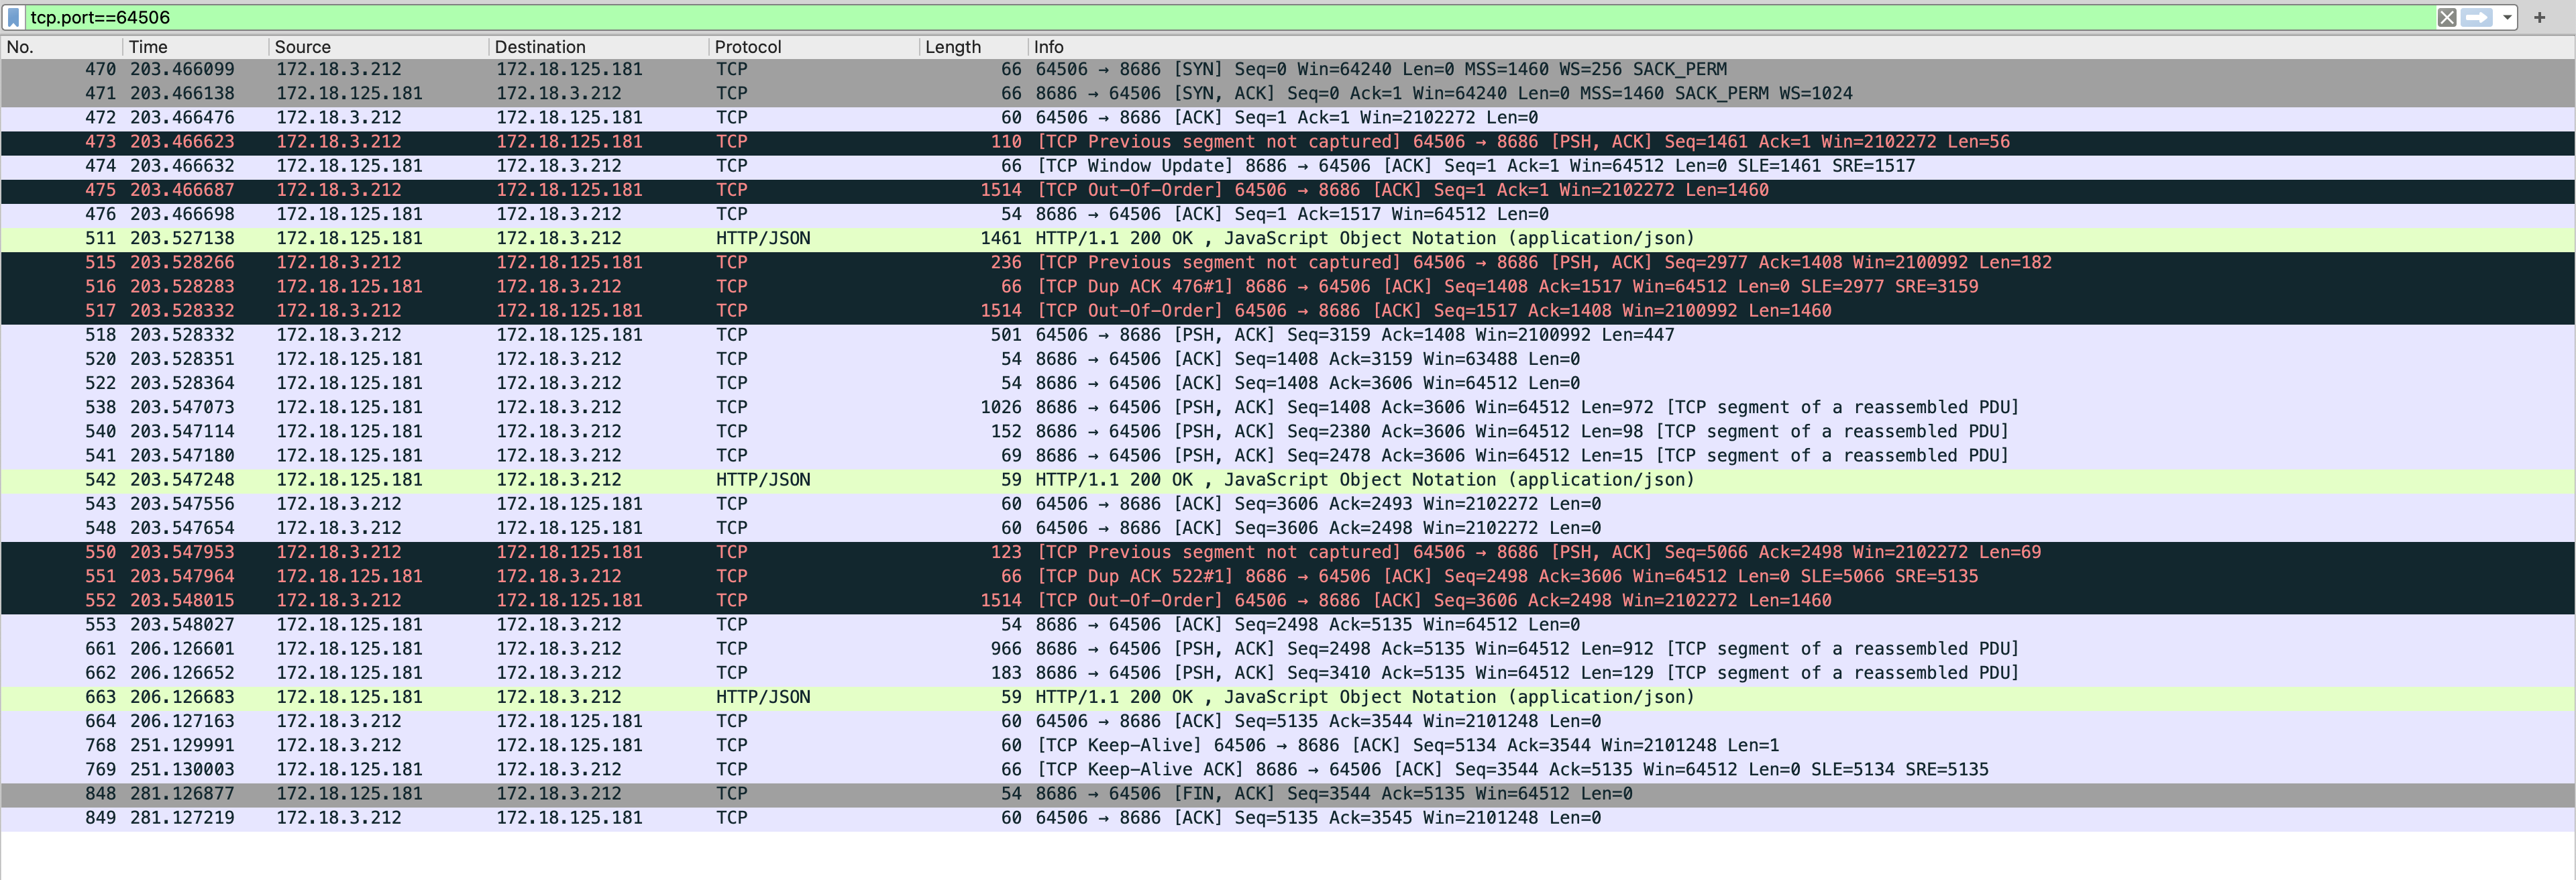 tcp.port==64506
No. Time Source Destination Protocol Length Info
470 203.466099 172.18.3.212 172.18.125.181 TCP 66 64506 → 8686 [SYN] Seq=0 Win=64240 Len=0 MSS=1460 WS=256 SACK_PERM
471 203.466138 172.18.125.181 172.18.3.212 TCP 66 8686 → 64506 [SYN, ACK] Seq=0 Ack=1 Win=64240 Len=0 MSS=1460 SACK_PERM WS=1024
472 203.466476 172.18.3.212 172.18.125.181 TCP 60 64506 → 8686 [ACK] Seq=1 Ack=1 Win=2102272 Len=0
473 203.466623 172.18.3.212 172.18.125.181 TCP 110 [TCP Previous segment not captured] 64506 → 8686 [PSH, ACK] Seq=1461 Ack=1 Win=2102272 Len=56
474 203.466632 172.18.125.181 172.18.3.212 TCP 66 [TCP Window Update] 8686 → 64506 [ACK] Seq=1 Ack=1 Win=64512 Len=0 SLE=1461 SRE=1517
475 203.466687 172.18.3.212 172.18.125.181 TCP 1514 [TCP Out-Of-Order] 64506 → 8686 [ACK] Seq=1 Ack=1 Win=2102272 Len=1460
476 203.466698 172.18.125.181 172.18.3.212 TCP 54 8686 → 64506 [ACK] Seq=1 Ack=1517 Win=64512 Len=0
511 203.527138 172.18.125.181 172.18.3.212 HTTP/JSON 1461 HTTP/1.1 200 OK , JavaScript Object Notation (application/json)
515 203.528266 172.18.3.212 172.18.125.181 TCP 236 [TCP Previous segment not captured] 64506 → 8686 [PSH, ACK] Seq=2977 Ack=1408 Win=2100992 Len=182
516 203.528283 172.18.125.181 172.18.3.212 TCP 66 [TCP Dup ACK 476#1] 8686 → 64506 [ACK] Seq=1408 Ack=1517 Win=64512 Len=0 SLE=2977 SRE=3159
517 203.528332 172.18.3.212 172.18.125.181 TCP 1514 [TCP Out-Of-Order] 64506 → 8686 [ACK] Seq=1517 Ack=1408 Win=2100992 Len=1460
518 203.528332 172.18.3.212 172.18.125.181 TCP 501 64506 → 8686 [PSH, ACK] Seq=3159 Ack=1408 Win=2100992 Len=447
520 203.528351 172.18.125.181 172.18.3.212 TCP 54 8686 → 64506 [ACK] Seq=1408 Ack=3159 Win=63488 Len=0
522 203.528364 172.18.125.181 172.18.3.212 TCP 54 8686 → 64506 [ACK] Seq=1408 Ack=3606 Win=64512 Len=0
538 203.547073 172.18.125.181 172.18.3.212 TCP 1026 8686 → 64506 [PSH, ACK] Seq=1408 Ack=3606 Win=64512 Len=972 [TCP segment of a reassembled PDU]
540 203.547114 172.18.125.181 172.18.3.212 TCP 152 8686 → 64506 [PSH, ACK] Seq=2380 Ack=3606 Win=64512 Len=98 [TCP segment of a reassembled PDU]
541 203.547180 172.18.125.181 172.18.3.212 TCP 69 8686 → 64506 [PSH, ACK] Seq=2478 Ack=3606 Win=64512 Len=15 [TCP segment of a reassembled PDU]
542 203.547248 172.18.125.181 172.18.3.212 HTTP/JSON 59 HTTP/1.1 200 OK , JavaScript Object Notation (application/json)
543 203.547556 172.18.3.212 172.18.125.181 TCP 60 64506 → 8686 [ACK] Seq=3606 Ack=2493 Win=2102272 Len=0
548 203.547654 172.18.3.212 172.18.125.181 TCP 60 64506 → 8686 [ACK] Seq=3606 Ack=2498 Win=2102272 Len=0
550 203.547953 172.18.3.212 172.18.125.181 TCP 123 [TCP Previous segment not captured] 64506 → 8686 [PSH, ACK] Seq=5066 Ack=2498 Win=2102272 Len=69
551 203.547964 172.18.125.181 172.18.3.212 TCP 66 [TCP Dup ACK 522#1] 8686 → 64506 [ACK] Seq=2498 Ack=3606 Win=64512 Len=0 SLE=5066 SRE=5135
552 203.548015 172.18.3.212 172.18.125.181 TCP 1514 [TCP Out-Of-Order] 64506 → 8686 [ACK] Seq=3606 Ack=2498 Win=2102272 Len=1460
553 203.548027 172.18.125.181 172.18.3.212 TCP 54 8686 → 64506 [ACK] Seq=2498 Ack=5135 Win=64512 Len=0
661 206.126601 172.18.125.181 172.18.3.212 TCP 966 8686 → 64506 [PSH, ACK] Seq=2498 Ack=5135 Win=64512 Len=912 [TCP segment of a reassembled PDU]
662 206.126652 172.18.125.181 172.18.3.212 TCP 183 8686 → 64506 [PSH, ACK] Seq=3410 Ack=5135 Win=64512 Len=129 [TCP segment of a reassembled PDU]
663 206.126683 172.18.125.181 172.18.3.212 HTTP/JSON 59 HTTP/1.1 200 OK , JavaScript Object Notation (application/json)
664 206.127163 172.18.3.212 172.18.125.181 TCP 60 64506 → 8686 [ACK] Seq=5135 Ack=3544 Win=2101248 Len=0
768 251.129991 172.18.3.212 172.18.125.181 TCP 60 [TCP Keep-Alive] 64506 → 8686 [ACK] Seq=5134 Ack=3544 Win=2101248 Len=1
769 251.130003 172.18.125.181 172.18.3.212 TCP 66 [TCP Keep-Alive ACK] 8686 → 64506 [ACK] Seq=3544 Ack=5135 Win=64512 Len=0 SLE=5134 SRE=5135
848 281.126877 172.18.125.181 172.18.3.212 TCP 54 8686 → 64506 [FIN, ACK] Seq=3544 Ack=5135 Win=64512 Len=0
849 281.127219 172.18.3.212 172.18.125.181 TCP 60 64506 → 8686 [ACK] Seq=5135 Ack=3545 Win=2101248 Len=0